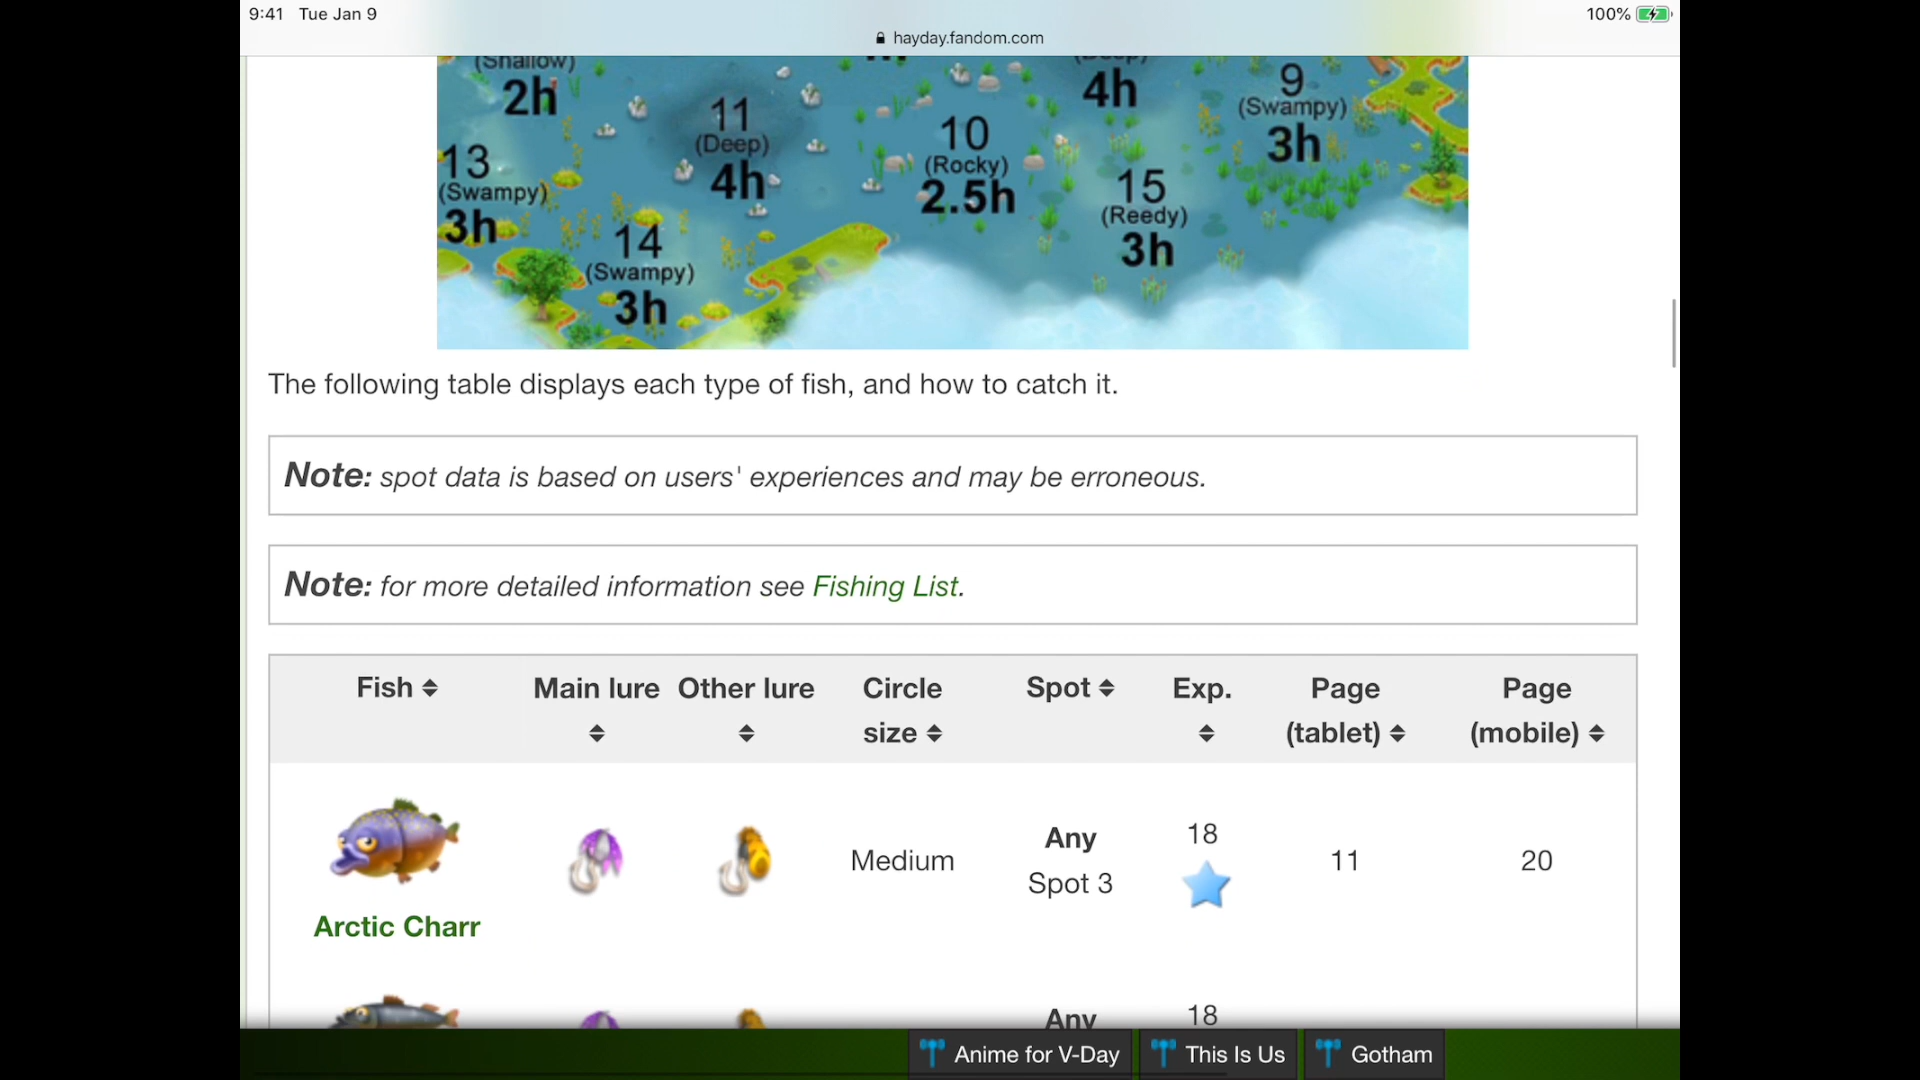 9:41 Tue Jan 9
100%
hayday.fandom.com
(Shallow)
2h
11
(Deep)
4h
10
(Rocky)
2.5h
4h
9
(Swampy)
3h
13
(Swampy)
3h
14
(Swampy)
3h
15
(Reedy)
3h
The following table displays each type of fish, and how to catch it.
Note: spot data is based on users' experiences and may be erroneous.
Note: for more detailed information see Fishing List.
Fish Main lure Other lure Circle size Spot Exp. Page (tablet) Page (mobile)
Arctic Charr Medium Any Spot 3 18 11 20
Any 18
Anime for V-Day This Is Us Gotham